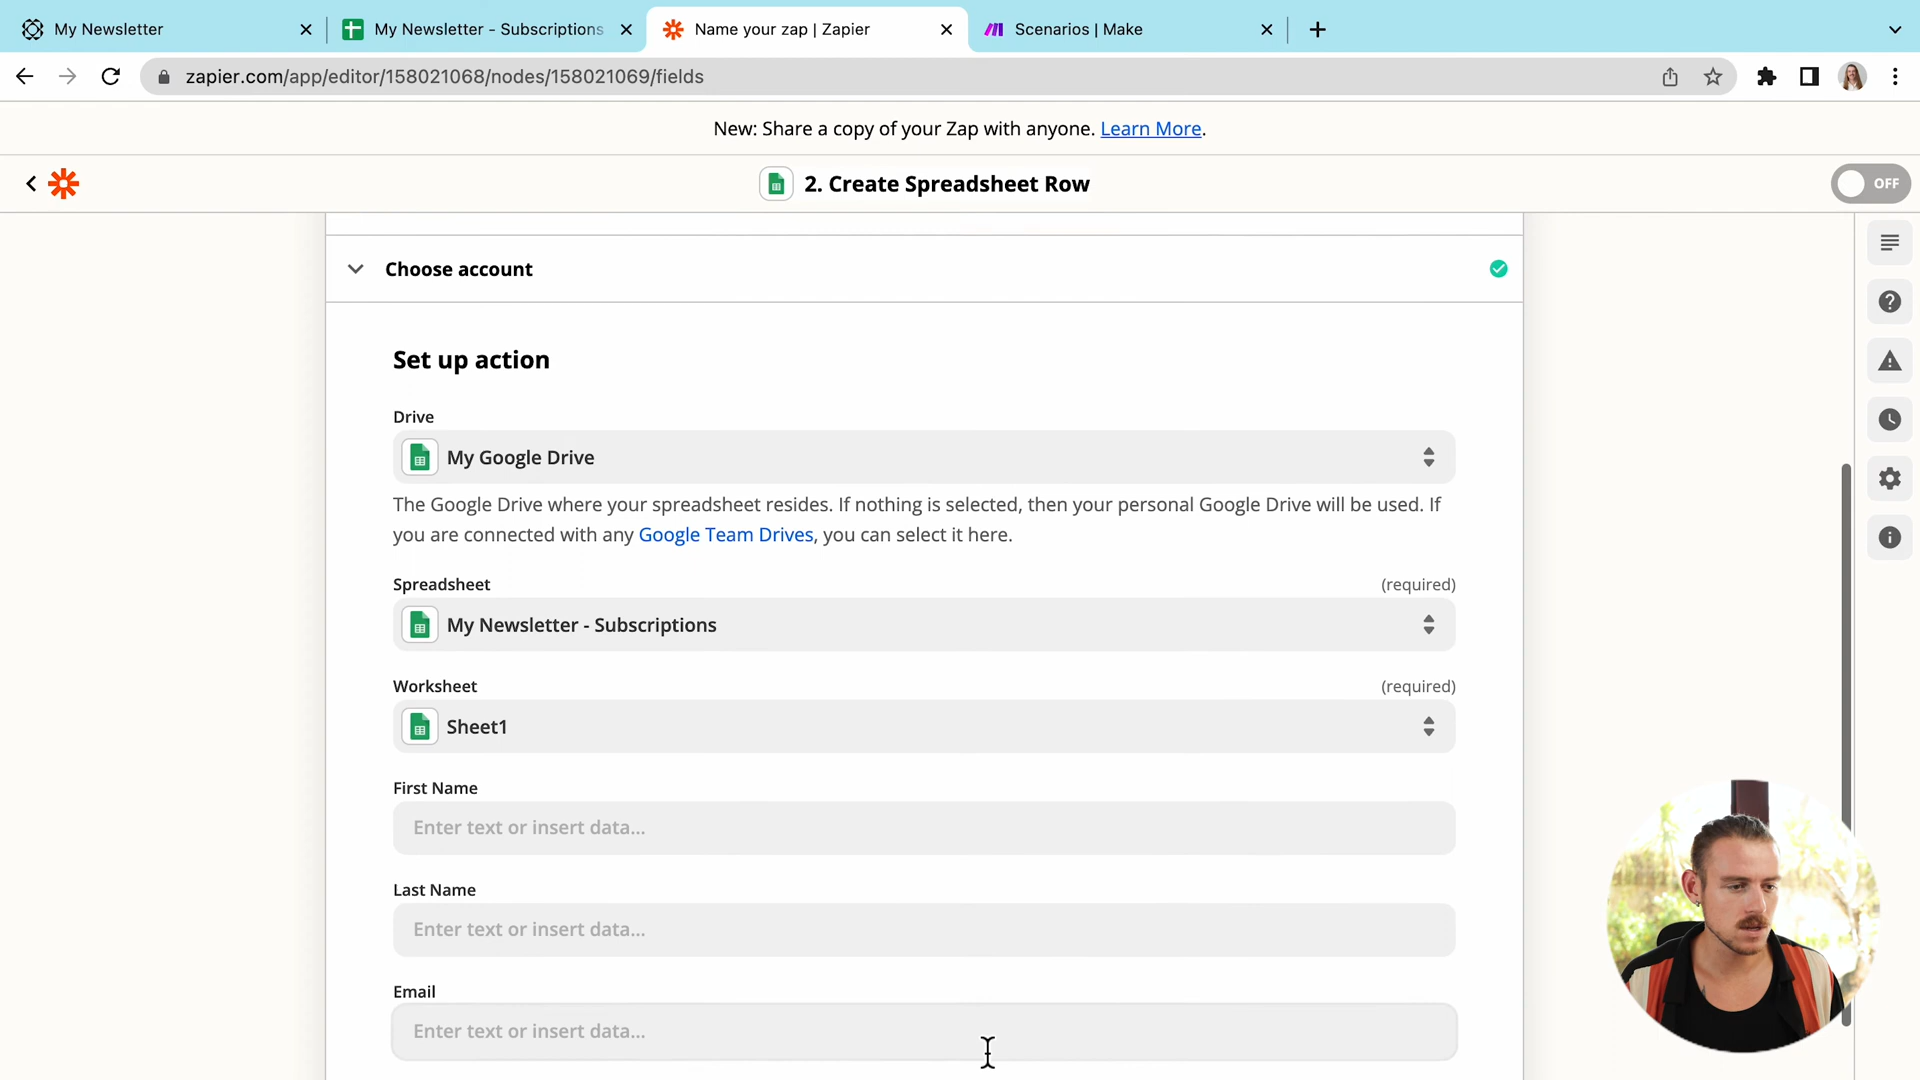 My Newsletter
My Newsletter - Subscriptions
Name your zap | Zapier
Scenarios | Make
zapier.com/app/editor/158021068/nodes/158021069/fields
New: Share a copy of your Zap with anyone. Learn More.
2. Create Spreadsheet Row
OFF
Choose account
Set up action
Drive
My Google Drive
The Google Drive where your spreadsheet resides. If nothing is selected, then your personal Google Drive will be used. If
you are connected with any Google Team Drives, you can select it here.
Spreadsheet (required)
My Newsletter - Subscriptions
Worksheet (required)
Sheet1
First Name
Enter text or insert data...
Last Name
Enter text or insert data...
Email
Enter text or insert data...